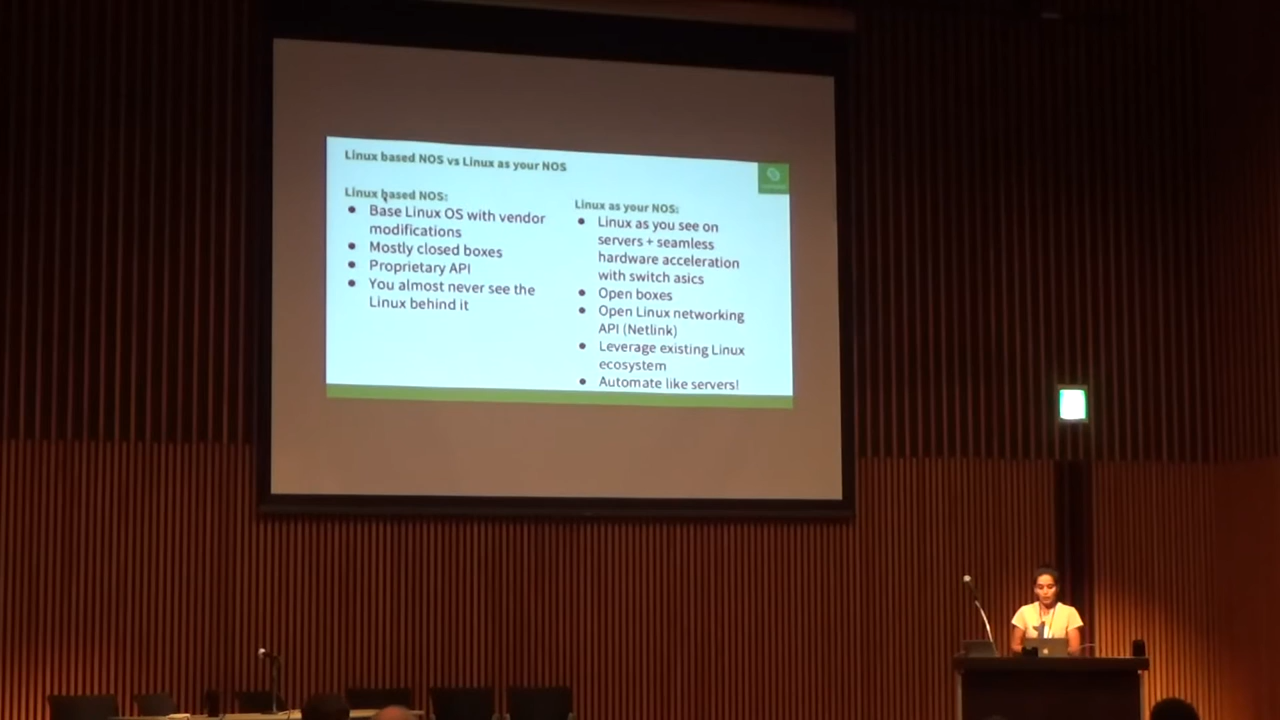 Linux based NOS vs Linux as your NOS
Linux based NOS:
● Base Linux OS with vendor
modifications
● Mostly closed boxes
● Proprietary API
● You almost never see the
Linux behind it
Linux as your NOS:
● Linux as you see on
servers + seamless
hardware acceleration
with switch asics
● Open boxes
● Open Linux networking
API (Netlink)
● Leverage existing Linux
ecosystem
● Automate like servers!